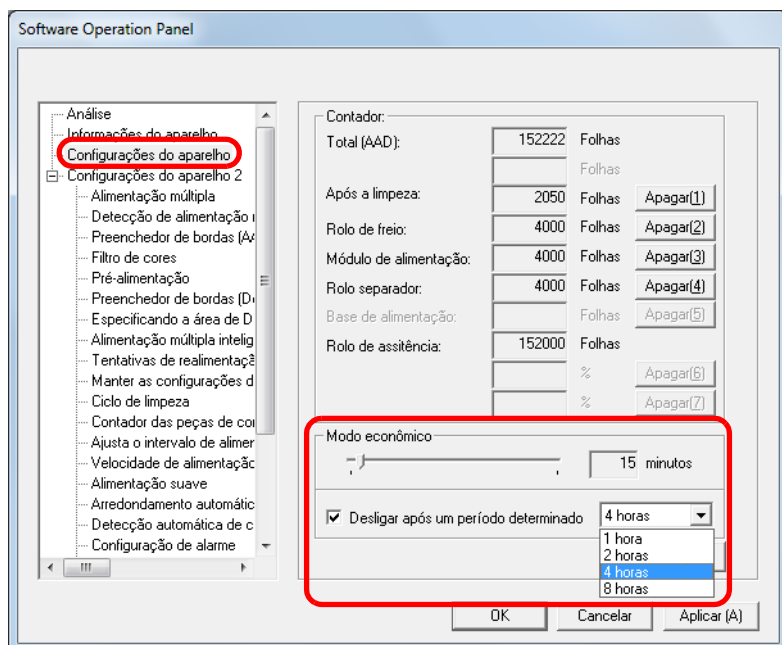 Software Operation Panel
Análise
Informações do aparelho
Configurações do aparelho
Configurações do aparelho 2
Alimentação múltipla
Detecção de alimentação
Preenchedor de bordas (A
Filtro de cores
Pré-alimentação
Preenchedor de bordas (D
Especificando a área de D
Alimentação múltipla intelig
Tentativas de realimentaç
Manter as configurações d
Ciclo de limpeza
Contador das peças de co
Ajusta o intervalo de alimer
Velocidade de alimentação
Alimentação suave
Arredondamento automátic
Detecção automática de c
Configuração de alarme
Contador:
Total (AAD): 152222 Folhas
Folhas
Após a limpeza: 2050 Folhas Apagar(1)
Rolo de freio: 4000 Folhas Apagar(2)
Módulo de alimentação: 4000 Folhas Apagar(3)
Rolo separador: 4000 Folhas Apagar(4)
Base de alimentação: Folhas Apagar(5)
Rolo de assitência: 152000 Folhas
% Apagar(6)
% Apagar(7)
Modo econômico
15 minutos
Desligar após um período determinado 4 horas
1 hora
2 horas
4 horas
8 horas
OK Cancelar Aplicar (A)